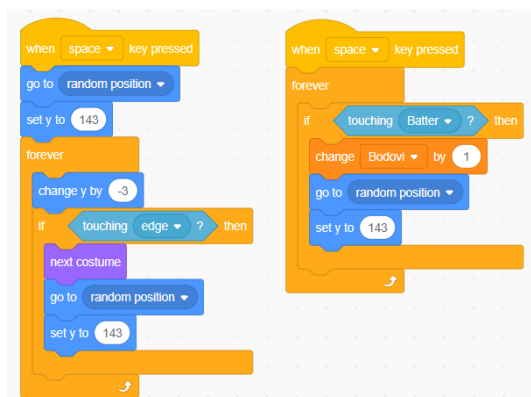 when space key pressed
go to random position
set y to 143
forever
change y by -3
if touching edge ? then
next costume
go to random position
set y to 143
when space key pressed
forever
if touching Batter ? then
change Bodovi by 1
go to random position
set y to 143